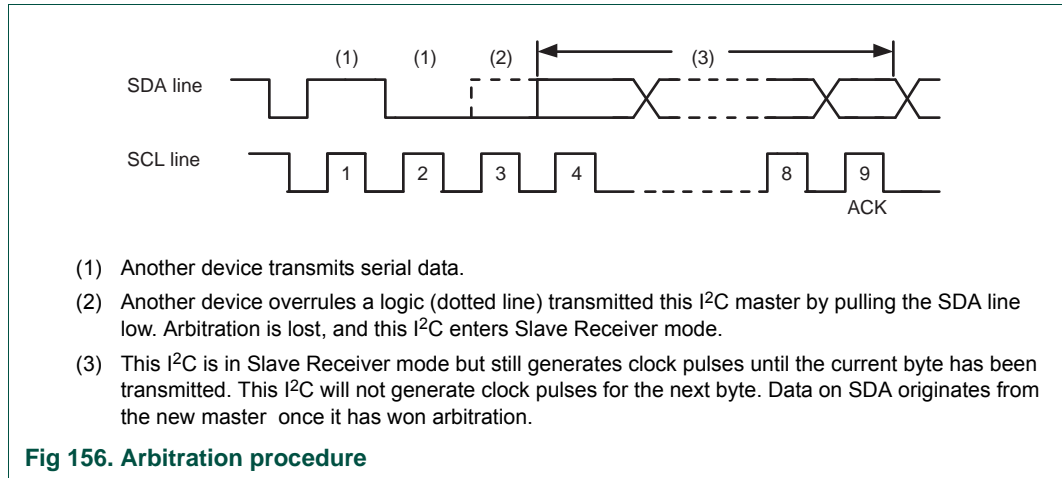 (1) (1) (2) (3)
SDA line
SCL line
1 2 3 4 8 9
ACK
(1) Another device transmits serial data.
(2) Another device overrules a logic (dotted line) transmitted this I2C master by pulling the SDA line
low. Arbitration is lost, and this I2C enters Slave Receiver mode.
(3) This I2C is in Slave Receiver mode but still generates clock pulses until the current byte has been
transmitted. This I2C will not generate clock pulses for the next byte. Data on SDA originates from
the new master once it has won arbitration.
Fig 156. Arbitration procedure